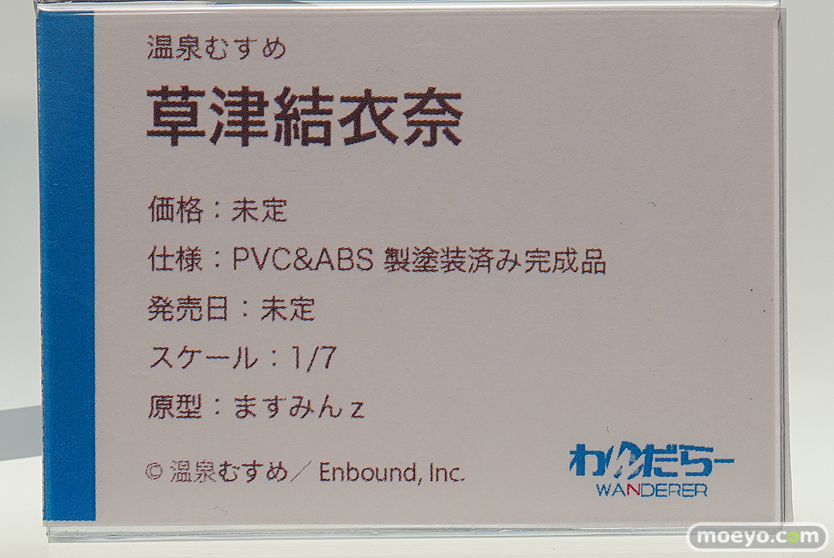 温泉むすめ
草津結衣奈
価格：未定
仕様：PVC&ABS 製塗装済み完成品
発売日：未定
スケール：1/7
原型：ますみんz
© 温泉むすめ／ Enbound, Inc.
わんだらー
WANDERER
moeyo.com